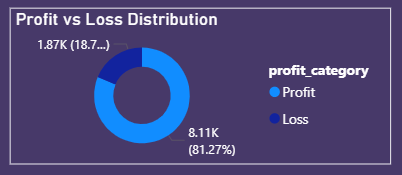 Profit vs Loss Distribution
1.87K (18.7...)
profit_category
Profit
Loss
8.11K
(81.27%)